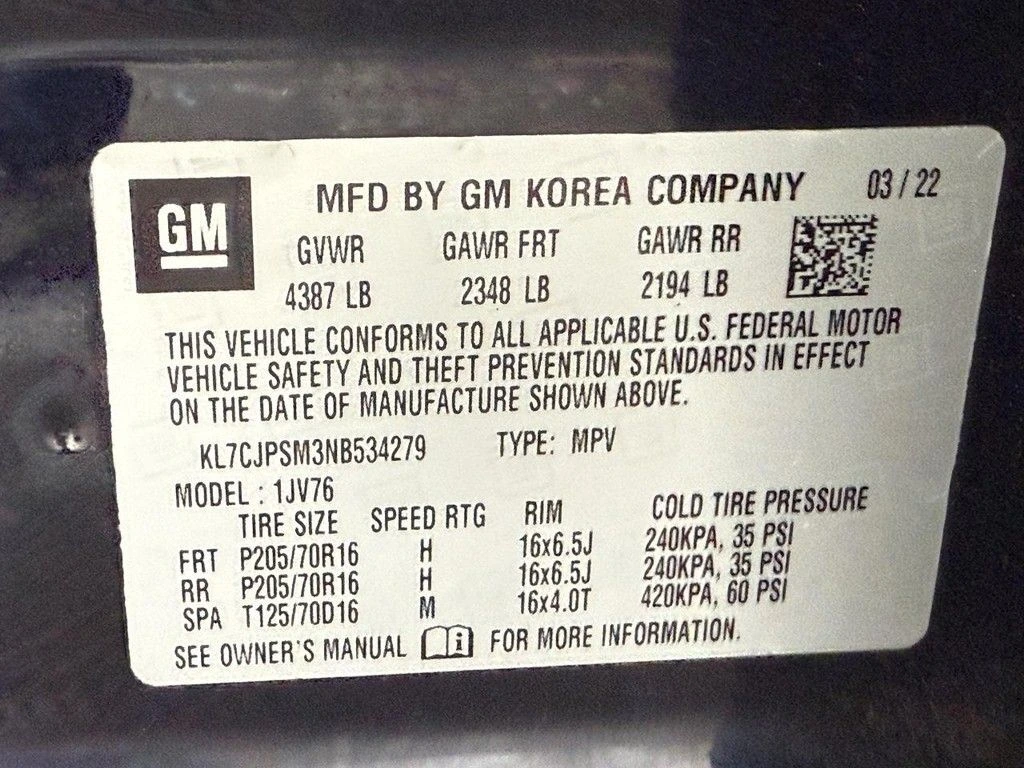 GM
MFD BY GM KOREA COMPANY 03 / 22
GVWR GAWR FRT GAWR RR
4387 LB 2348 LB 2194 LB
THIS VEHICLE CONFORMS TO ALL APPLICABLE U.S. FEDERAL MOTOR
VEHICLE SAFETY AND THEFT PREVENTION STANDARDS IN EFFECT
ON THE DATE OF MANUFACTURE SHOWN ABOVE.
KL7CJPSM3NB534279 TYPE: MPV
MODEL : 1JV76
TIRE SIZE SPEED RTG RIM COLD TIRE PRESSURE
FRT P205/70R16 H 16x6.5J 240KPA, 35 PSI
RR P205/70R16 H 16x6.5J 240KPA, 35 PSI
SPA T125/70D16 M 16x4.0T 420KPA, 60 PSI
SEE OWNER'S MANUAL i FOR MORE INFORMATION.